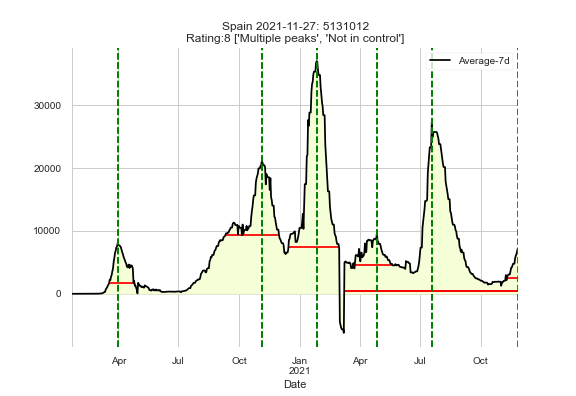 Spain 2021-11-27: 5131012
Rating:8 ['Multiple peaks', 'Not in control']
Average-7d
30000
20000
10000
0
Apr Jul Oct Jan Apr Jul Oct
2021
Date